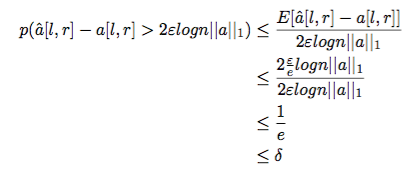 p(â[l, r] − a[l, r] > 2εlogn||a||₁) ≤ E[â[l, r] − a[l, r]] / 2εlogn||a||₁
≤ 2 ε/e logn||a||₁ / 2εlogn||a||₁
≤ 1/e
≤ δ